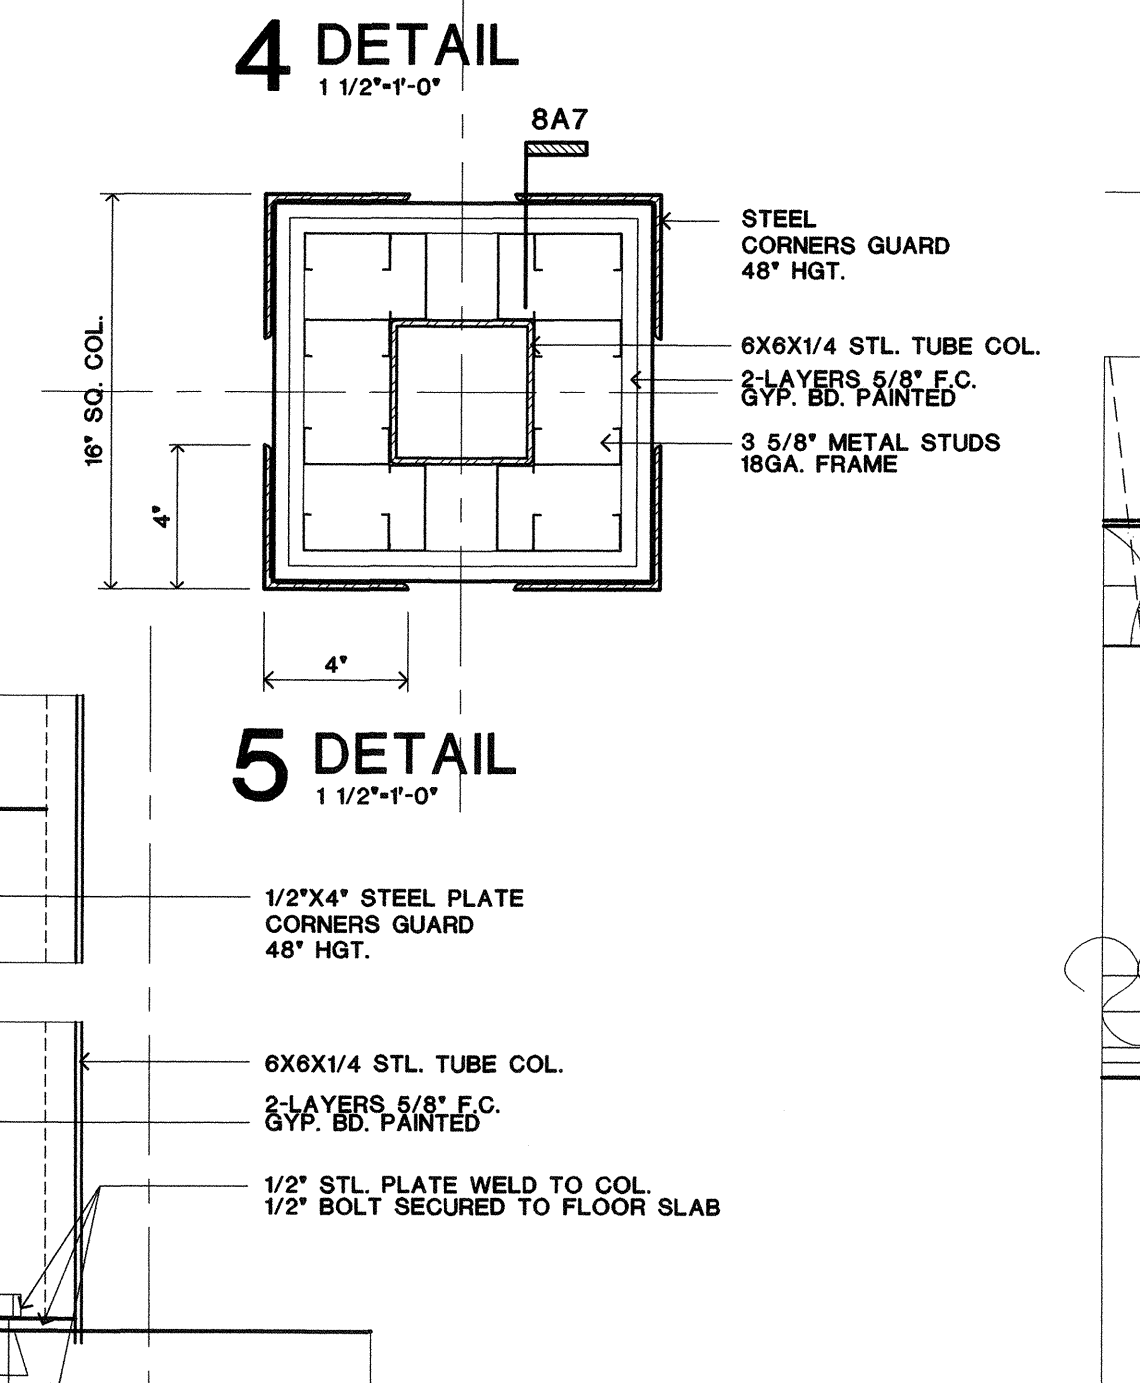 4 DETAIL
1 1/2"=1'-0"
8A7
STEEL
CORNERS GUARD
48" HGT.
16" SQ. COL.
6X6X1/4 STL. TUBE COL.
2-LAYERS 5/8" F.C.
GYP. BD. PAINTED
3 5/8" METAL STUDS
18GA. FRAME
4"
4"
5 DETAIL
1 1/2"=1'-0"
1/2"X4" STEEL PLATE
CORNERS GUARD
48" HGT.
6X6X1/4 STL. TUBE COL.
2-LAYERS 5/8" F.C.
GYP. BD. PAINTED
1/2" STL. PLATE WELD TO COL.
1/2" BOLT SECURED TO FLOOR SLAB